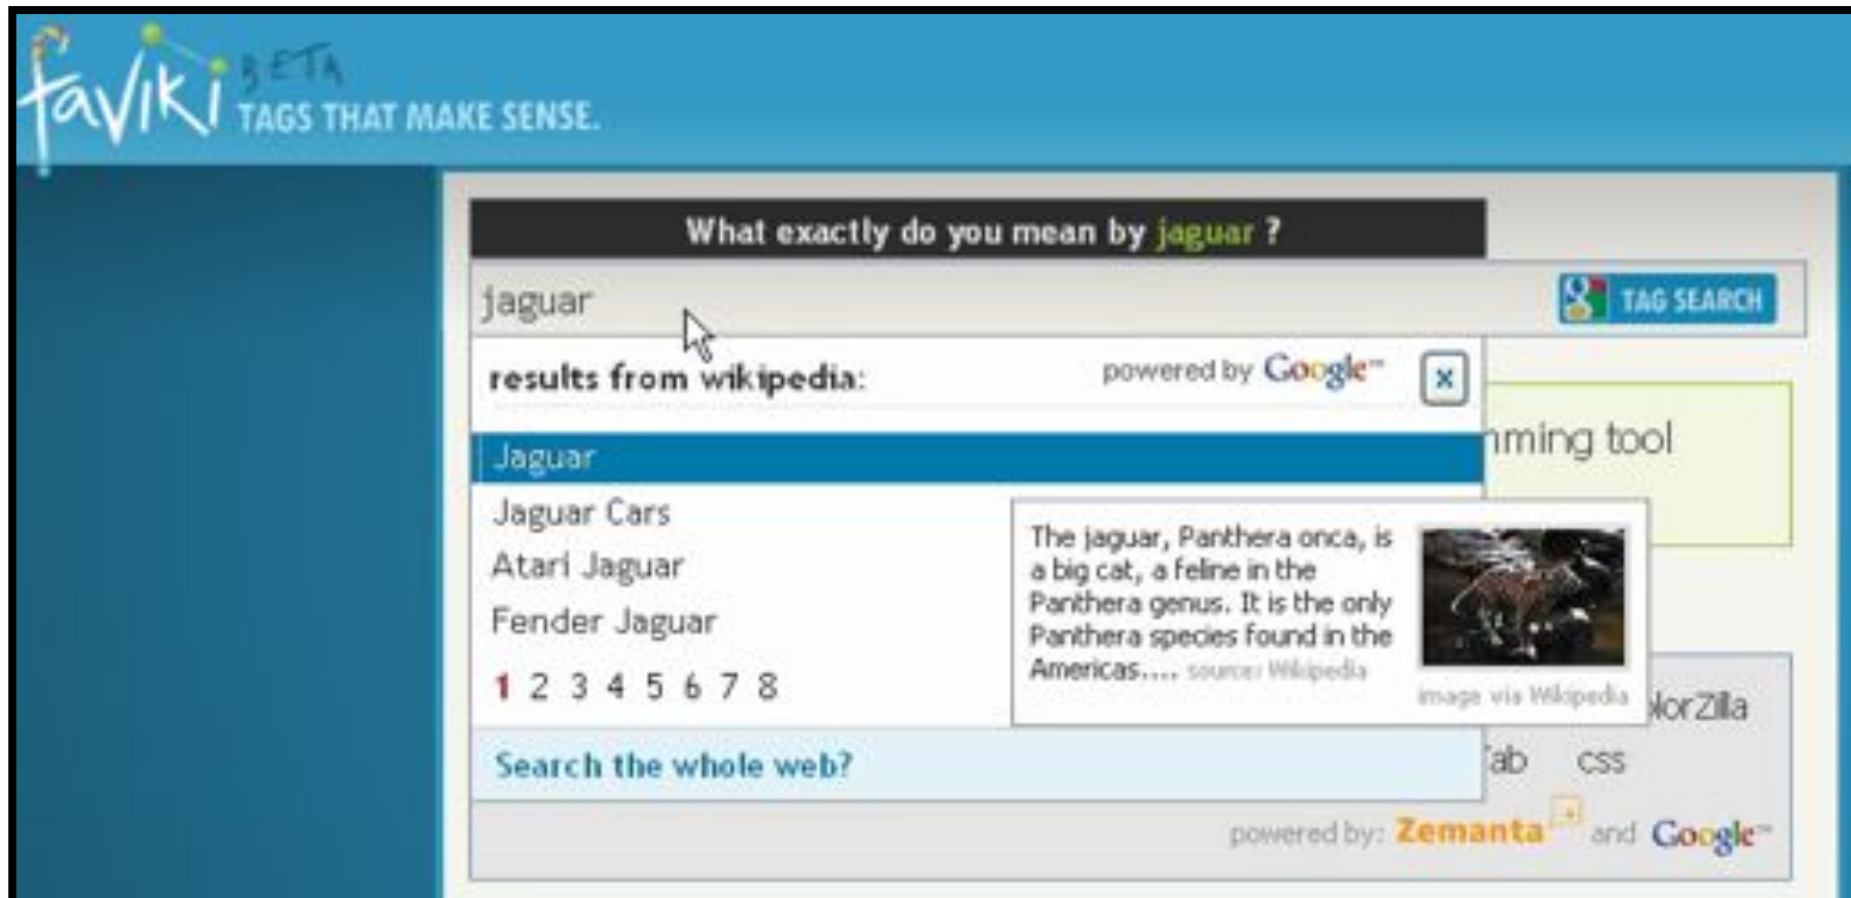 faviki BETA
TAGS THAT MAKE SENSE.
What exactly do you mean by jaguar ?
jaguar
TAG SEARCH
results from wikipedia:
powered by Google™
x
Jaguar
Jaguar Cars
Atari Jaguar
Fender Jaguar
1 2 3 4 5 6 7 8
Search the whole web?
The jaguar, Panthera onca, is
a big cat, a feline in the
Panthera genus. It is the only
Panthera species found in the
Americas.... source: Wikipedia
image via Wikipedia
mming tool
lorZilla
ab css
powered by: Zemanta and Google™